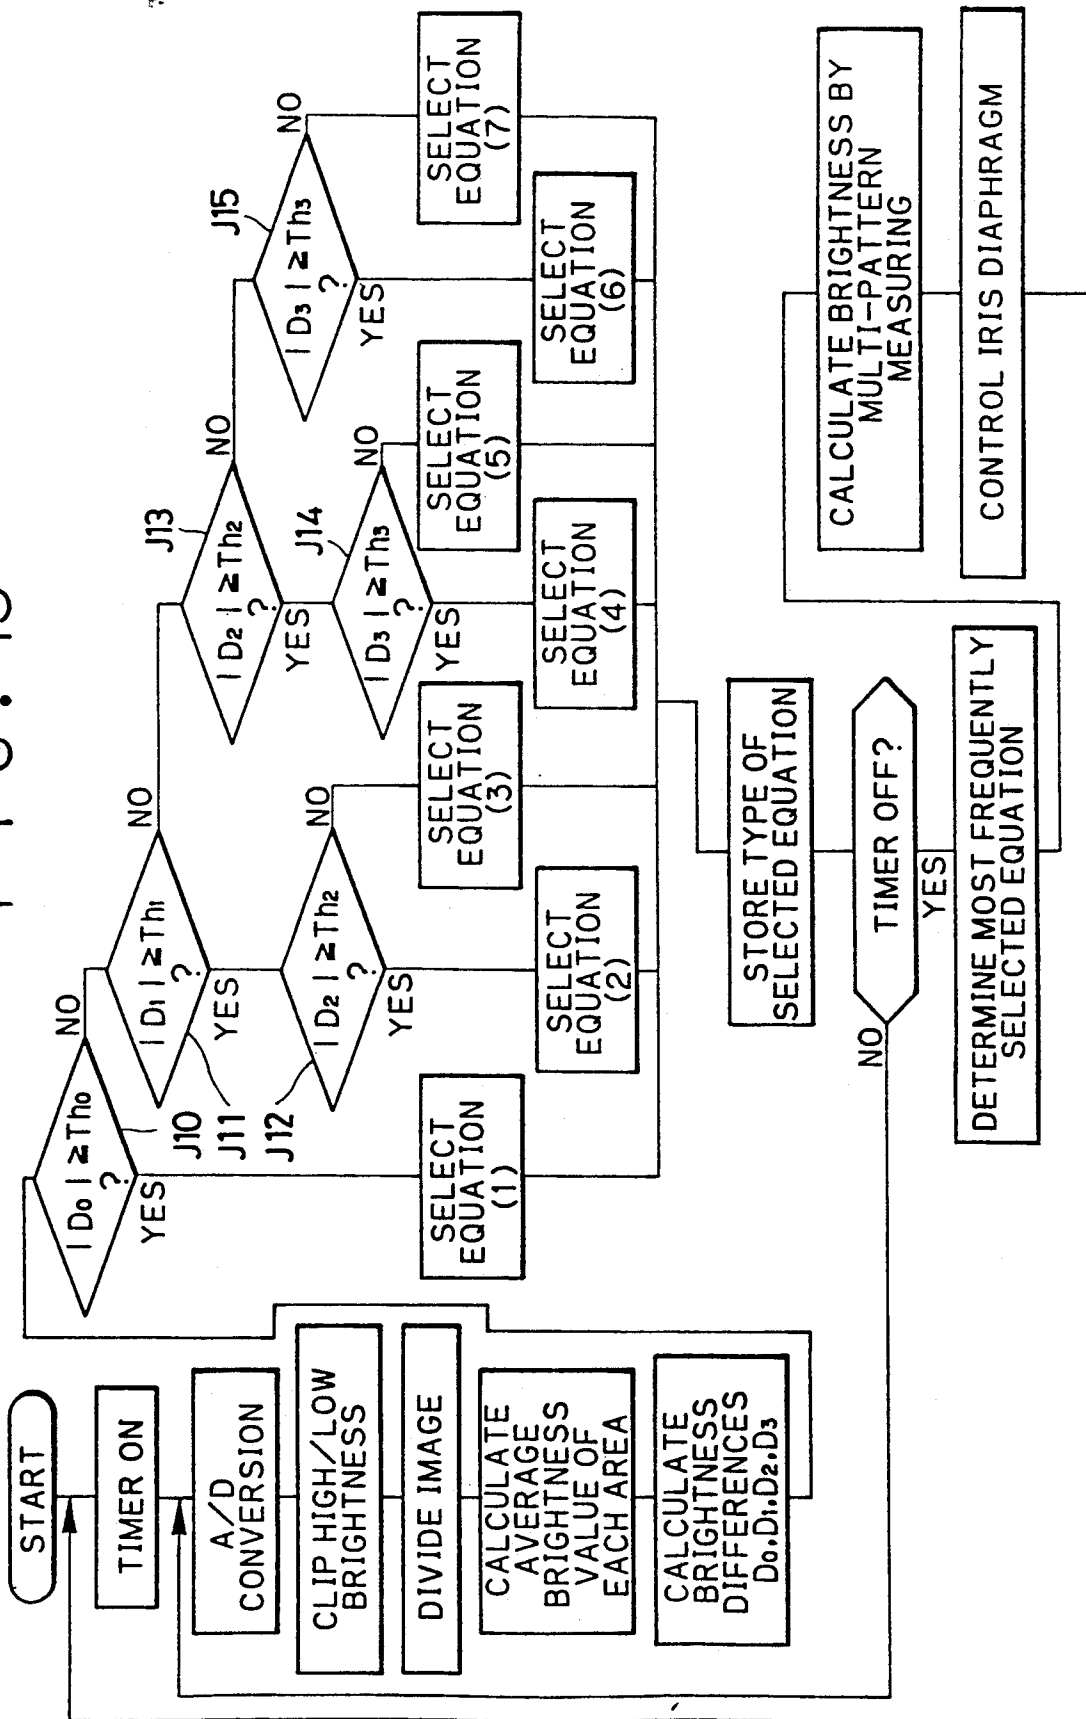 START
TIMER ON
A/D
CONVERSION
CLIP HIGH/LOW
BRIGHTNESS
DIVIDE IMAGE
CALCULATE
AVERAGE
BRIGHTNESS
VALUE OF
EACH AREA
CALCULATE
BRIGHTNESS
DIFFERENCES
D0,D1,D2,D3
| D0 | ≥Th0
?
J10
NO
YES
| D1 | ≥Th1
?
J11
NO
YES
| D2 | ≥Th2
?
J12
NO
YES
| D2 | ≥Th2
?
J13
NO
YES
| D3 | ≥Th3
?
J14
NO
YES
| D3 | ≥Th3
?
J15
NO
YES
SELECT
EQUATION
(1)
SELECT
EQUATION
(2)
SELECT
EQUATION
(3)
SELECT
EQUATION
(4)
SELECT
EQUATION
(5)
SELECT
EQUATION
(6)
SELECT
EQUATION
(7)
STORE TYPE OF
SELECTED EQUATION
TIMER OFF?
NO
YES
DETERMINE MOST FREQUENTLY
SELECTED EQUATION
CALCULATE BRIGHTNESS BY
MULTI-PATTERN
MEASURING
CONTROL IRIS DIAPHRAGM